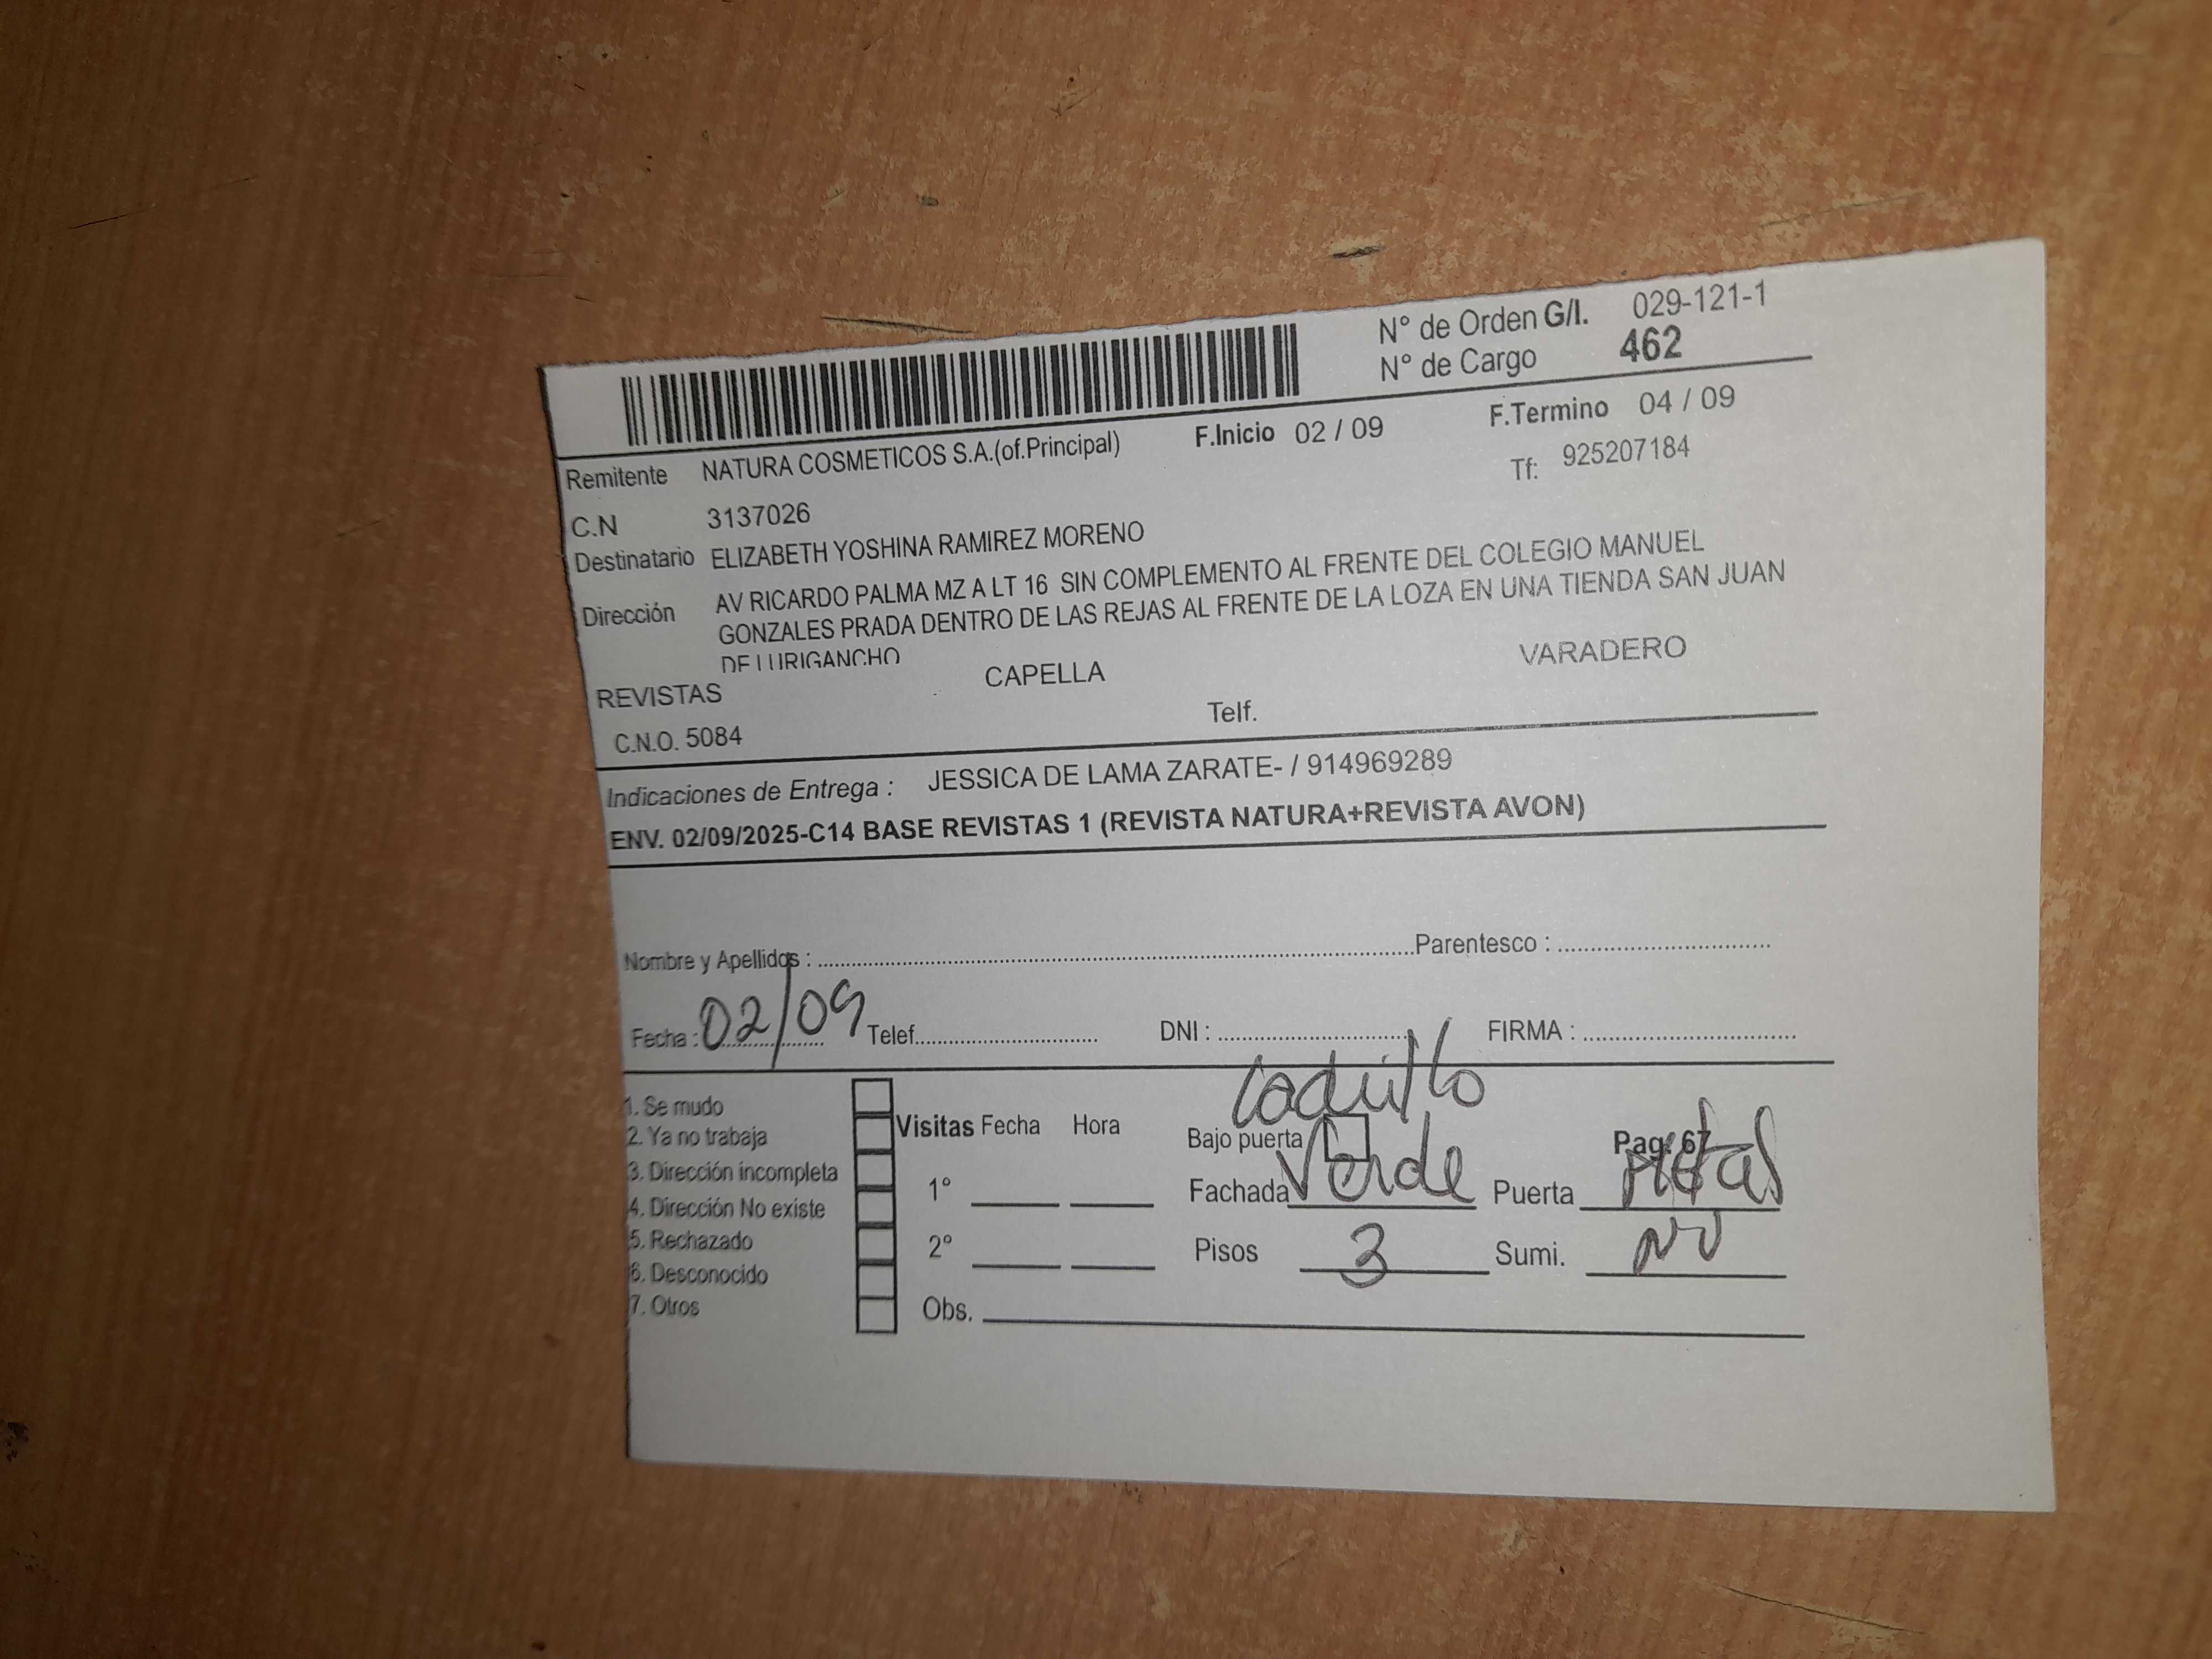 N° de Orden G/I. 029-121-1
N° de Cargo 462
F.Inicio 02 / 09 F.Termino 04 / 09
Remitente NATURA COSMETICOS S.A.(of.Principal) Tf: 925207184
C.N 3137026
Destinatario ELIZABETH YOSHINA RAMIREZ MORENO
Dirección AV RICARDO PALMA MZ A LT 16 SIN COMPLEMENTO AL FRENTE DEL COLEGIO MANUEL
GONZALES PRADA DENTRO DE LAS REJAS AL FRENTE DE LA LOZA EN UNA TIENDA SAN JUAN
DE LURIGANCHO
REVISTAS CAPELLA VARADERO
C.N.O. 5084 Telf.
Indicaciones de Entrega : JESSICA DE LAMA ZARATE- / 914969289
ENV. 02/09/2025-C14 BASE REVISTAS 1 (REVISTA NATURA+REVISTA AVON)
Nombre y Apellidos : Parentesco :
Fecha : 02/09 Telef. DNI : FIRMA :
Ladrillo
1. Se mudo
2. Ya no trabaja Visitas Fecha Hora Bajo puerta Pag. 67
3. Dirección incompleta
4. Dirección No existe 1° Fachada Verde Puerta Metal
5. Rechazado 2° Pisos 3 Sumi. NO
6. Desconocido
7. Otros Obs.